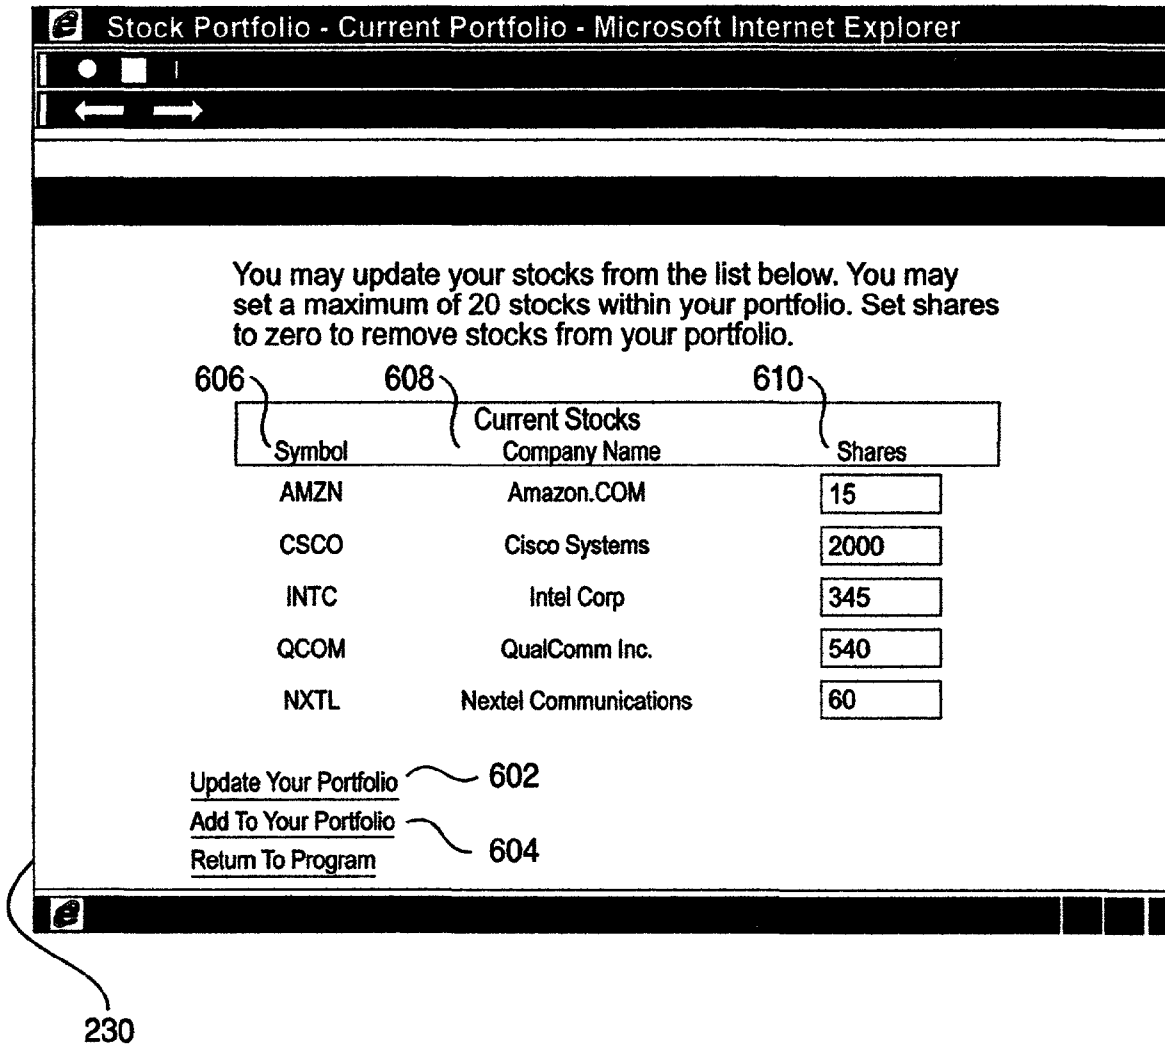 Stock Portfolio - Current Portfolio - Microsoft Internet Explorer
You may update your stocks from the list below. You may
set a maximum of 20 stocks within your portfolio. Set shares
to zero to remove stocks from your portfolio.
606 608 610
Current Stocks
Symbol Company Name Shares
AMZN Amazon.COM 15
CSCO Cisco Systems 2000
INTC Intel Corp 345
QCOM QualComm Inc. 540
NXTL Nextel Communications 60
Update Your Portfolio 602
Add To Your Portfolio
Return To Program 604
230